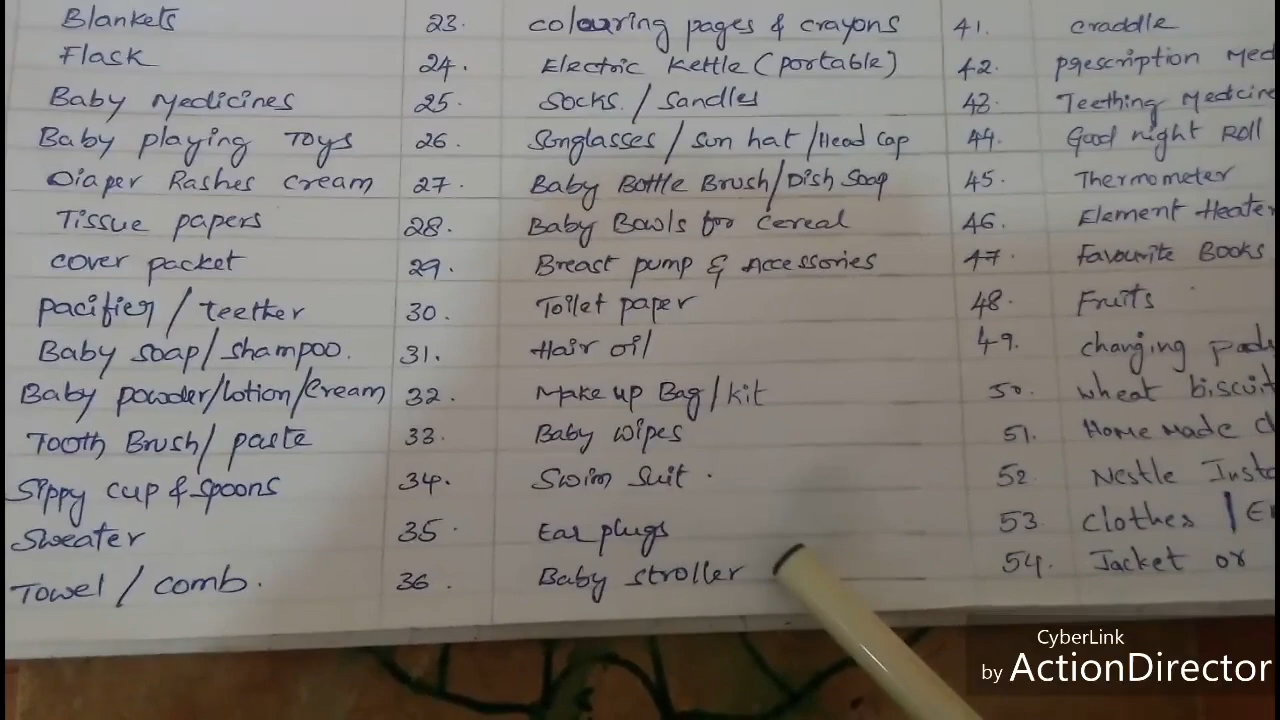 Blankets 23. colouring pages & crayons 41. craddle
Flask 24. Electric Kettle (portable) 42. prescription Med
Baby Medicines 25. Socks / Sandles 43. Teething Medicine
Baby playing Toys 26. Sunglasses / Sun hat / Head cap 44. Good night Roll
Diaper Rashes cream 27. Baby Bottle Brush/Dish Soap 45. Thermometer
Tissue papers 28. Baby Bowls for cereal 46. Element Heater
cover packet 29. Breast pump & Accessories 47. Favourite Books
pacifier / teether 30. Toilet paper 48. Fruits
Baby soap/shampoo. 31. Hair oil 49. changing pads
Baby powder/lotion/cream 32. Make up Bag/kit 50. wheat biscuit
Tooth Brush/ paste 33. Baby wipes 51. Home Made
Sippy cup & spoons 34. Swim suit. 52. Nestle
Sweater 35. Ear plugs 53. clothes /
Towel / comb. 36. Baby stroller 54. Jacket or
CyberLink
by ActionDirector